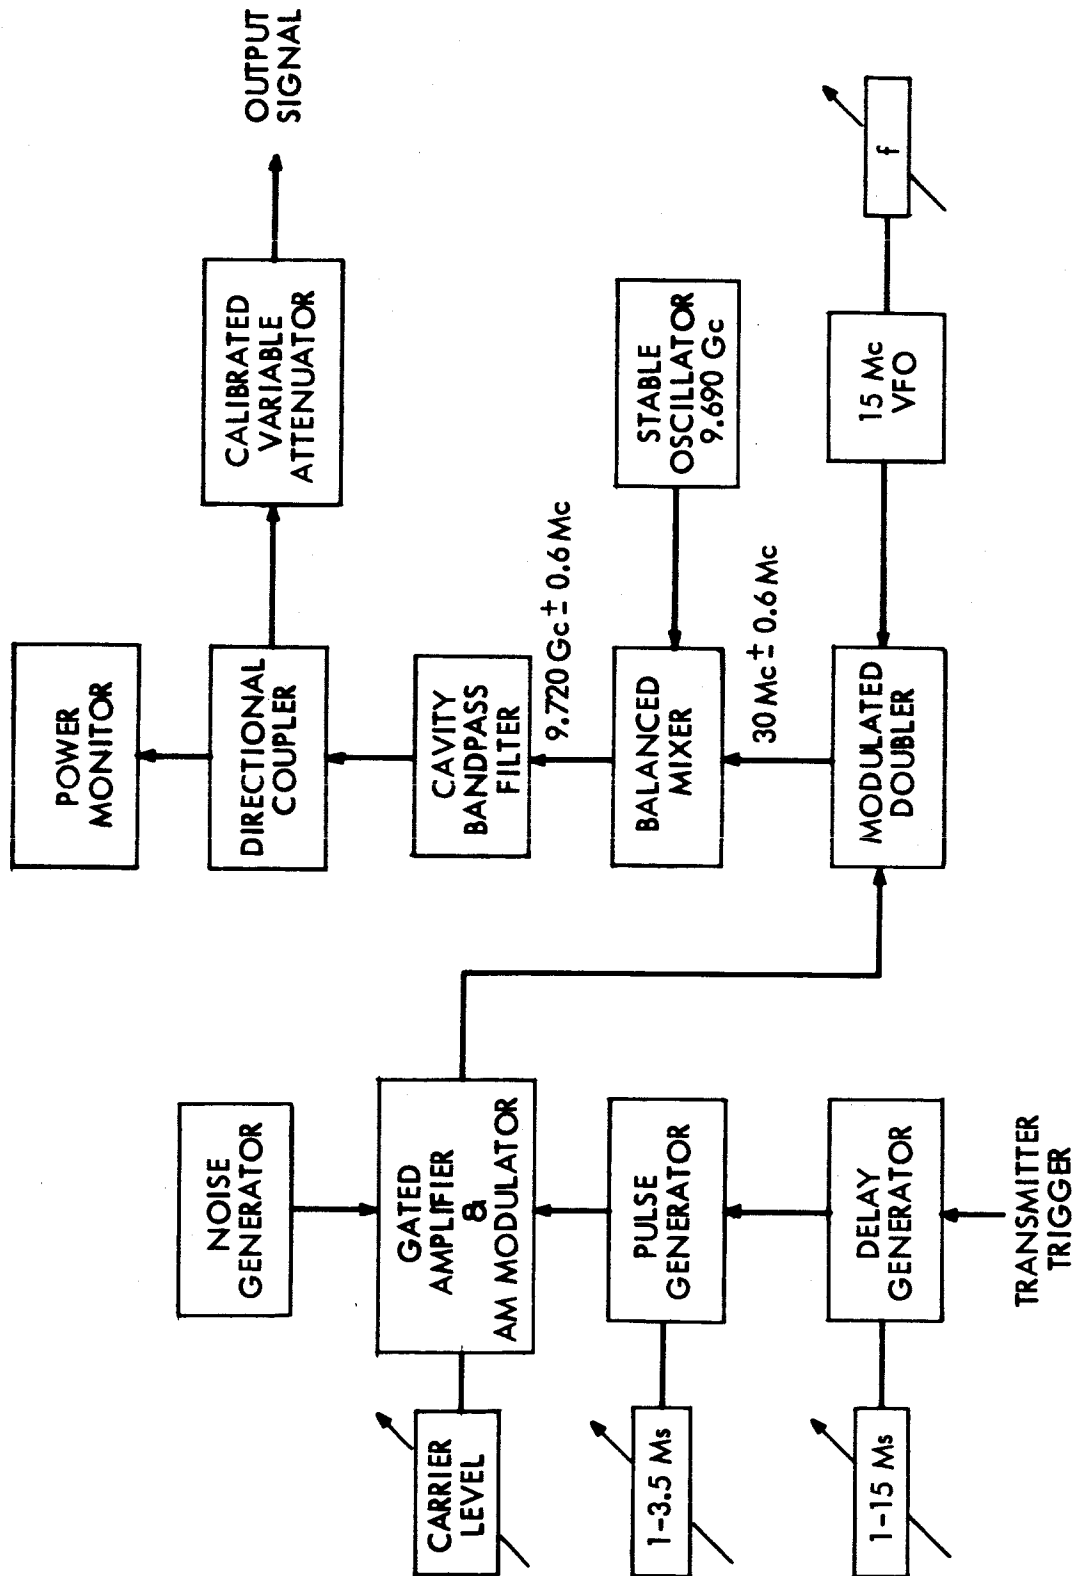 POWER
MONITOR
DIRECTIONAL
COUPLER
CALIBRATED
VARIABLE
ATTENUATOR
OUTPUT
SIGNAL
CAVITY
BANDPASS
FILTER
9.720 Gc ± 0.6 Mc
BALANCED
MIXER
STABLE
OSCILLATOR
9.690 Gc
30 Mc ± 0.6 Mc
MODULATED
DOUBLER
15 Mc
VFO
f
NOISE
GENERATOR
GATED
AMPLIFIER
&
AM MODULATOR
CARRIER
LEVEL
PULSE
GENERATOR
1-3.5 Ms
DELAY
GENERATOR
1-15 Ms
TRANSMITTER
TRIGGER